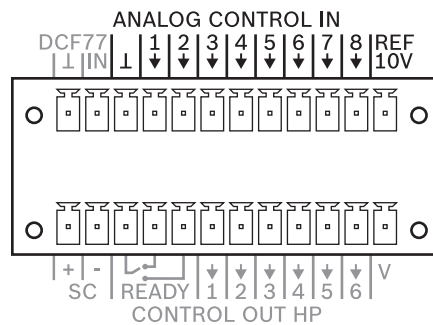 ANALOG CONTROL IN
DCF77 1 2 3 4 5 6 7 8 REF
⊥ IN ⊥ 10V
+ - 1 2 3 4 5 6 V
SC READY
CONTROL OUT HP